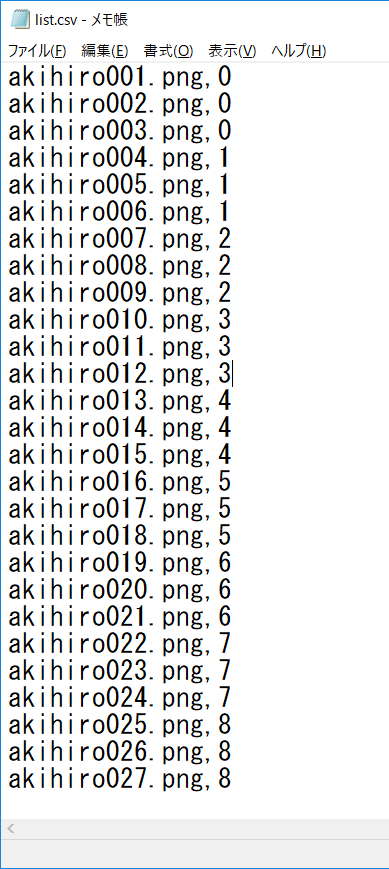 list.csv - メモ帳
ファイル(F) 編集(E) 書式(O) 表示(V) ヘルプ(H)
akihiro001.png,0
akihiro002.png,0
akihiro003.png,0
akihiro004.png,1
akihiro005.png,1
akihiro006.png,1
akihiro007.png,2
akihiro008.png,2
akihiro009.png,2
akihiro010.png,3
akihiro011.png,3
akihiro012.png,3
akihiro013.png,4
akihiro014.png,4
akihiro015.png,4
akihiro016.png,5
akihiro017.png,5
akihiro018.png,5
akihiro019.png,6
akihiro020.png,6
akihiro021.png,6
akihiro022.png,7
akihiro023.png,7
akihiro024.png,7
akihiro025.png,8
akihiro026.png,8
akihiro027.png,8